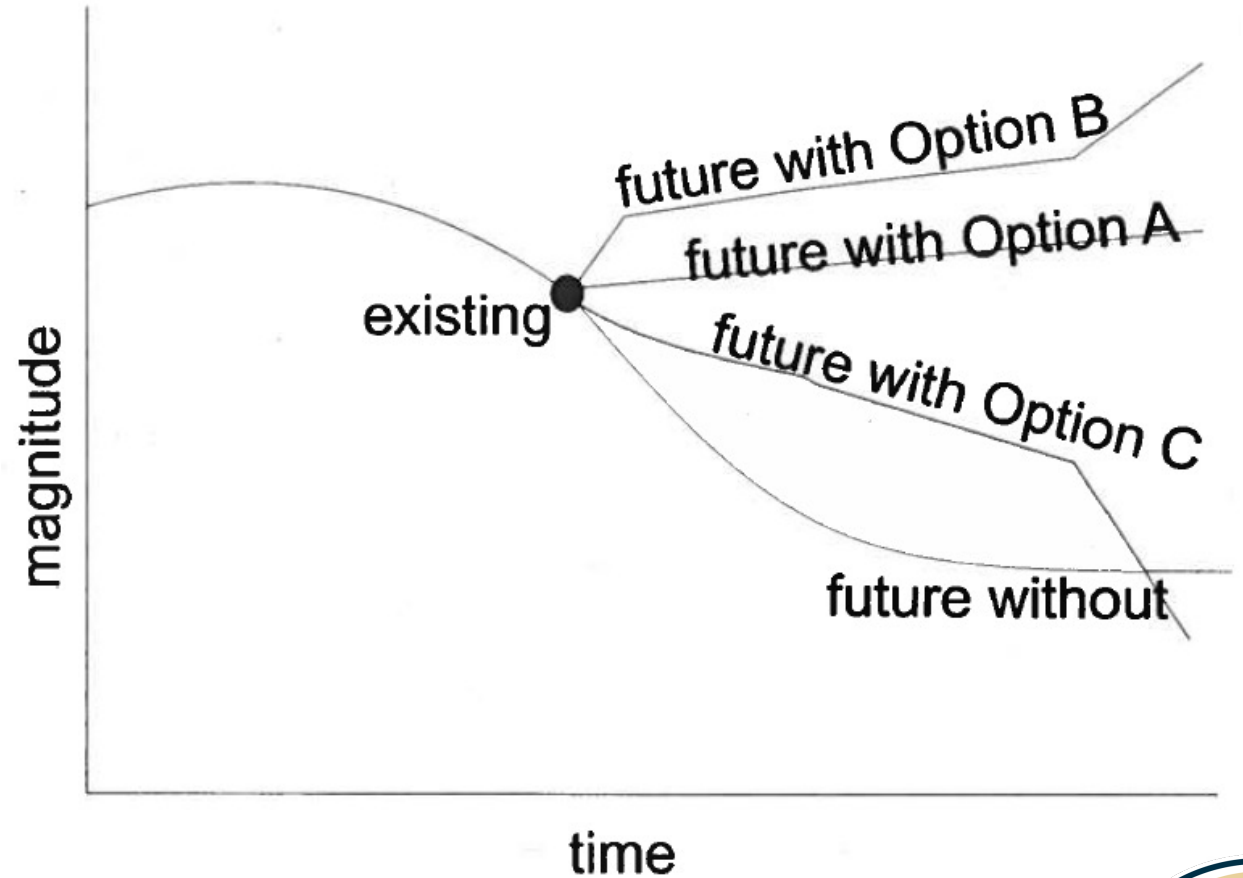 future with Option B
future with Option A
existing
future with Option C
magnitude
future without
time